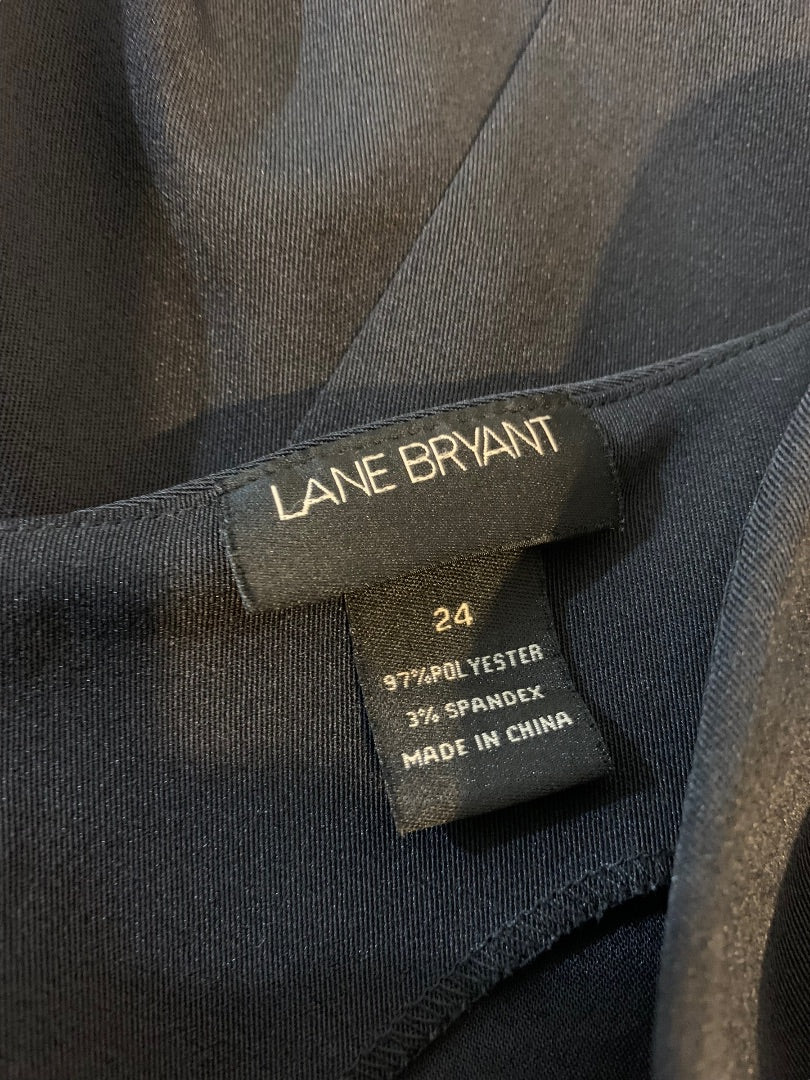 LANE BRYANT
24
97%POLYESTER
3% SPANDEX
MADE IN CHINA